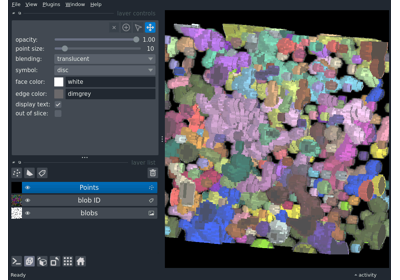 File View Plugins Window Help
layer controls
opacity: 1.00
point size: 10
blending: translucent
symbol: disc
face color: white
edge color: dimgrey
display text:
out of slice:
layer list
Points
blob ID
blobs
Ready activity